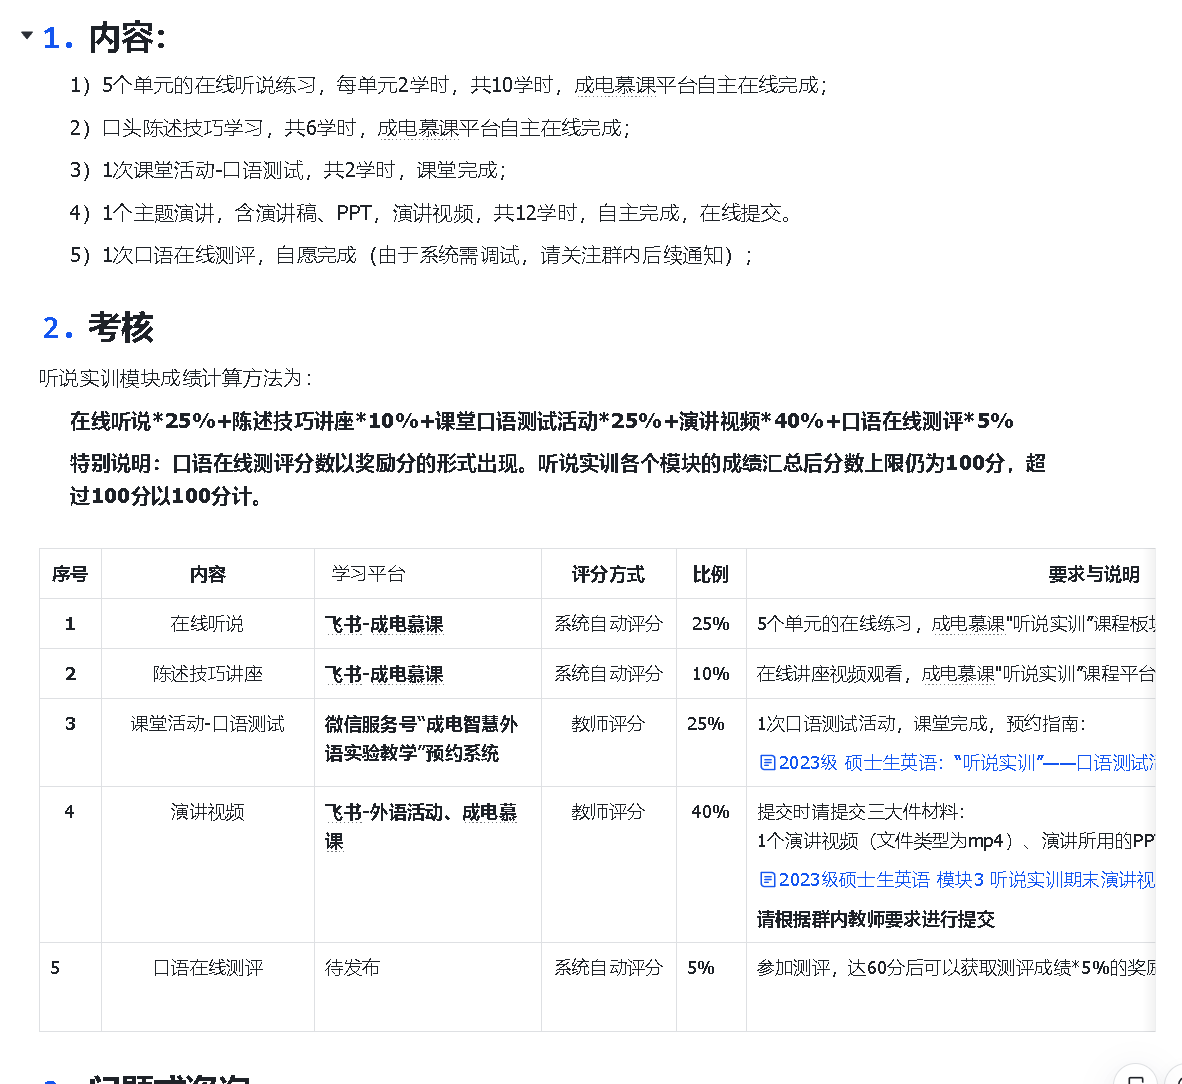 1. 内容：
1）5个单元的在线听说练习，每单元2学时，共10学时，成电慕课平台自主在线完成；
2）口头陈述技巧学习，共6学时，成电慕课平台自主在线完成；
3）1次课堂活动-口语测试，共2学时，课堂完成；
4）1个主题演讲，含演讲稿、PPT，演讲视频，共12学时，自主完成，在线提交。
5）1次口语在线测评，自愿完成（由于系统需调试，请关注群内后续通知）；
2. 考核
听说实训模块成绩计算方法为：
在线听说*25%+陈述技巧讲座*10%+课堂口语测试活动*25%+演讲视频*40%+口语在线测评*5%
特别说明：口语在线测评分数以奖励分的形式出现。听说实训各个模块的成绩汇总后分数上限仍为100分，超
过100分以100分计。
序号 内容 学习平台 评分方式 比例 要求与说明
1 在线听说 飞书-成电慕课 系统自动评分 25% 5个单元的在线练习，成电慕课"听说实训”课程板
2 陈述技巧讲座 飞书-成电慕课 系统自动评分 10% 在线讲座视频观看，成电慕课"听说实训”课程平台
3 课堂活动-口语测试 微信服务号“成电智慧外 教师评分 25% 1次口语测试活动，课堂完成，预约指南：
语实验教学”预约系统 2023级 硕士生英语：“听说实训”——口语测试
4 演讲视频 飞书-外语活动、成电慕 教师评分 40% 提交时请提交三大件材料：
课 1个演讲视频（文件类型为mp4）、演讲所用的PP
2023级硕士生英语 模块3 听说实训期末演讲视
请根据群内教师要求进行提交
5 口语在线测评 待发布 系统自动评分 5% 参加测评，达60分后可以获取测评成绩*5%的奖